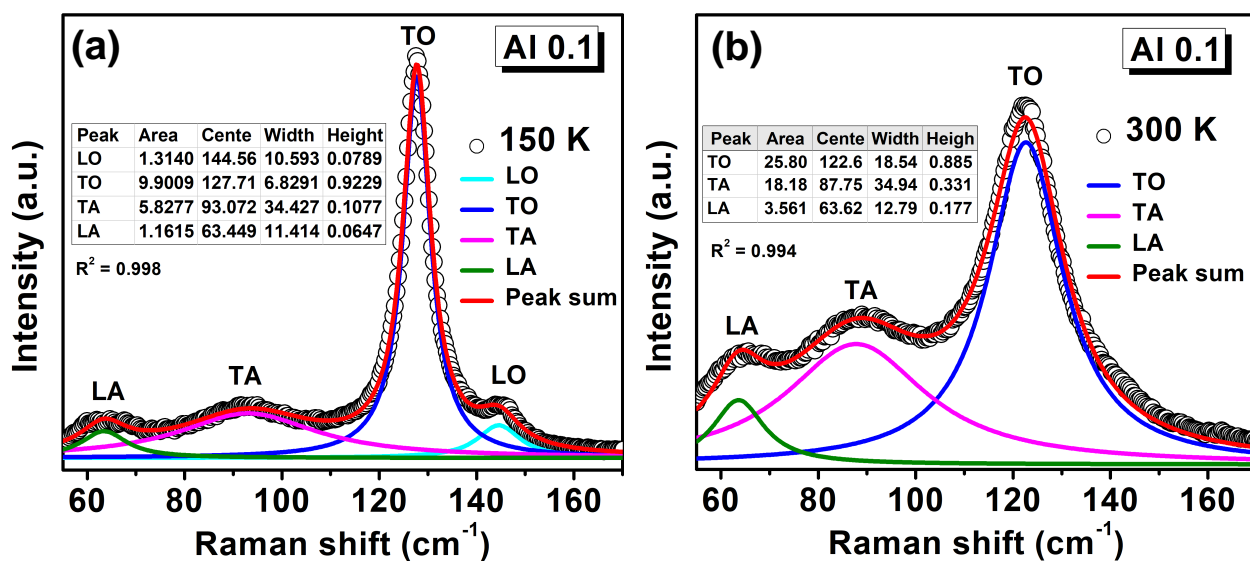 (a)
TO
Al 0.1
Peak Area Cente Width Height
LO 1.3140 144.56 10.593 0.0789
TO 9.9009 127.71 6.8291 0.9229
TA 5.8277 93.072 34.427 0.1077
LA 1.1615 63.449 11.414 0.0647
R² = 0.998
150 K
LO
TO
TA
LA
Peak sum
LA
TA
LO
Intensity (a.u.)
60 80 100 120 140 160
Raman shift (cm⁻¹)
(b)
TO
Al 0.1
Peak Area Cente Width Heigh
TO 25.80 122.6 18.54 0.885
TA 18.18 87.75 34.94 0.331
LA 3.561 63.62 12.79 0.177
R² = 0.994
300 K
TO
TA
LA
Peak sum
LA
TA
Intensity (a.u.)
60 80 100 120 140 160
Raman shift (cm⁻¹)